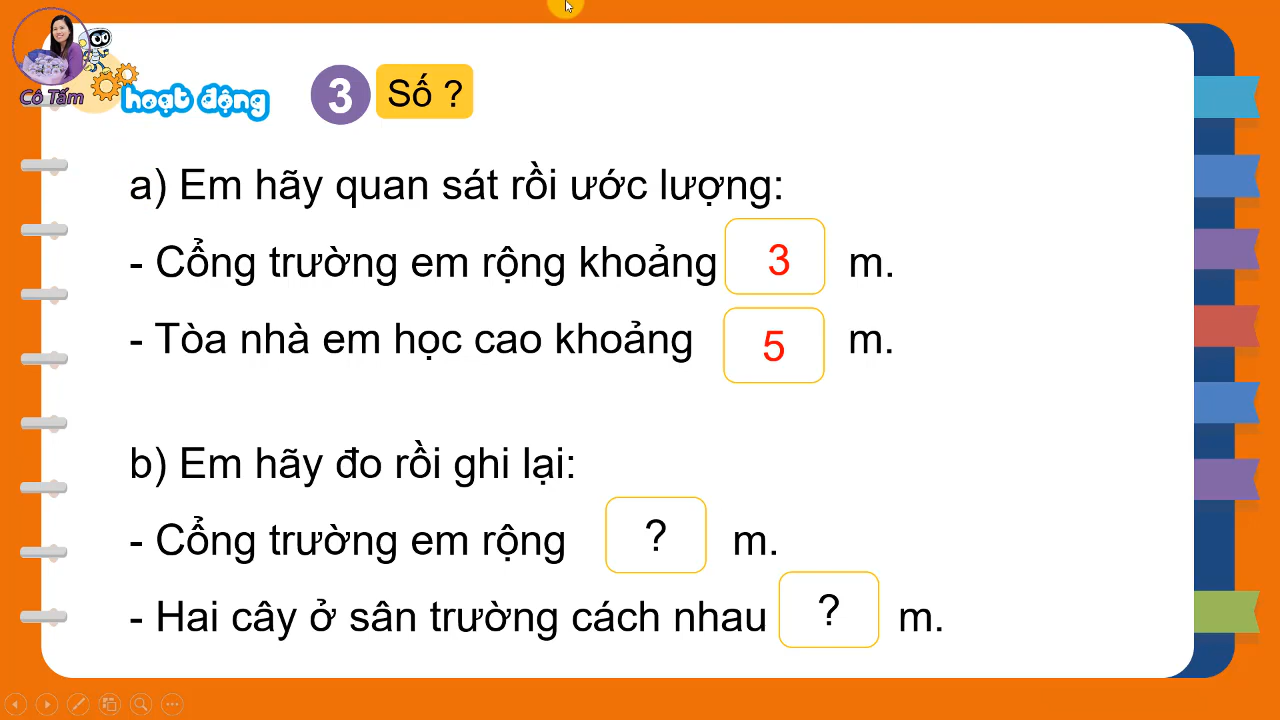 Cô Tấm
hoạt động
3 Số ?
a) Em hãy quan sát rồi ước lượng:
- Cổng trường em rộng khoảng 3 m.
- Tòa nhà em học cao khoảng 5 m.
b) Em hãy đo rồi ghi lại:
- Cổng trường em rộng ? m.
- Hai cây ở sân trường cách nhau ? m.